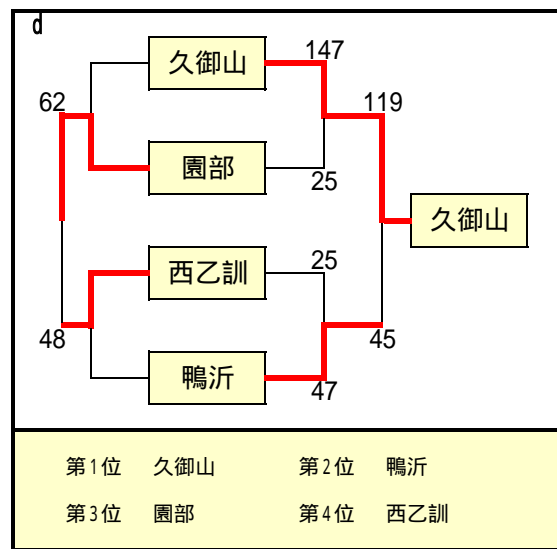 d
久御山
147
62
119
園部
25
久御山
西乙訓
25
48
45
鴨沂
47
第1位 久御山 第2位 鴨沂
第3位 園部 第4位 西乙訓